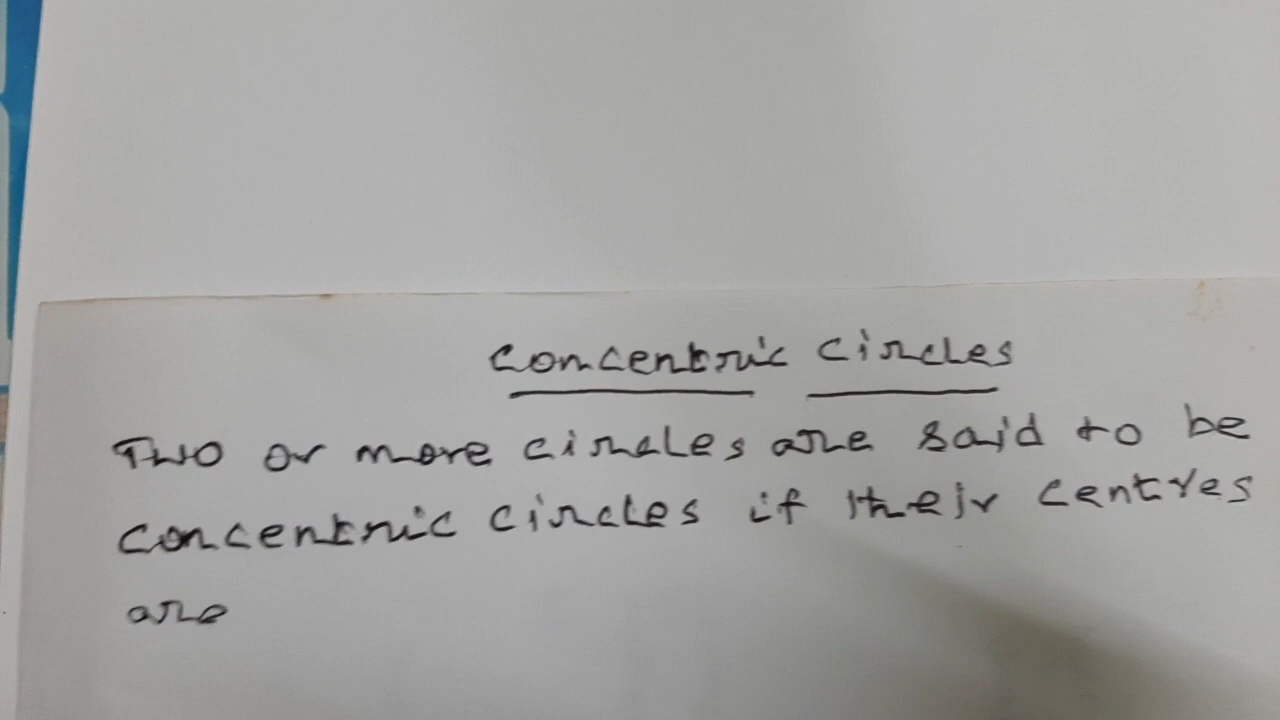 Concentric Circles
Two or more circles are said to be
concentric circles if their centres
are